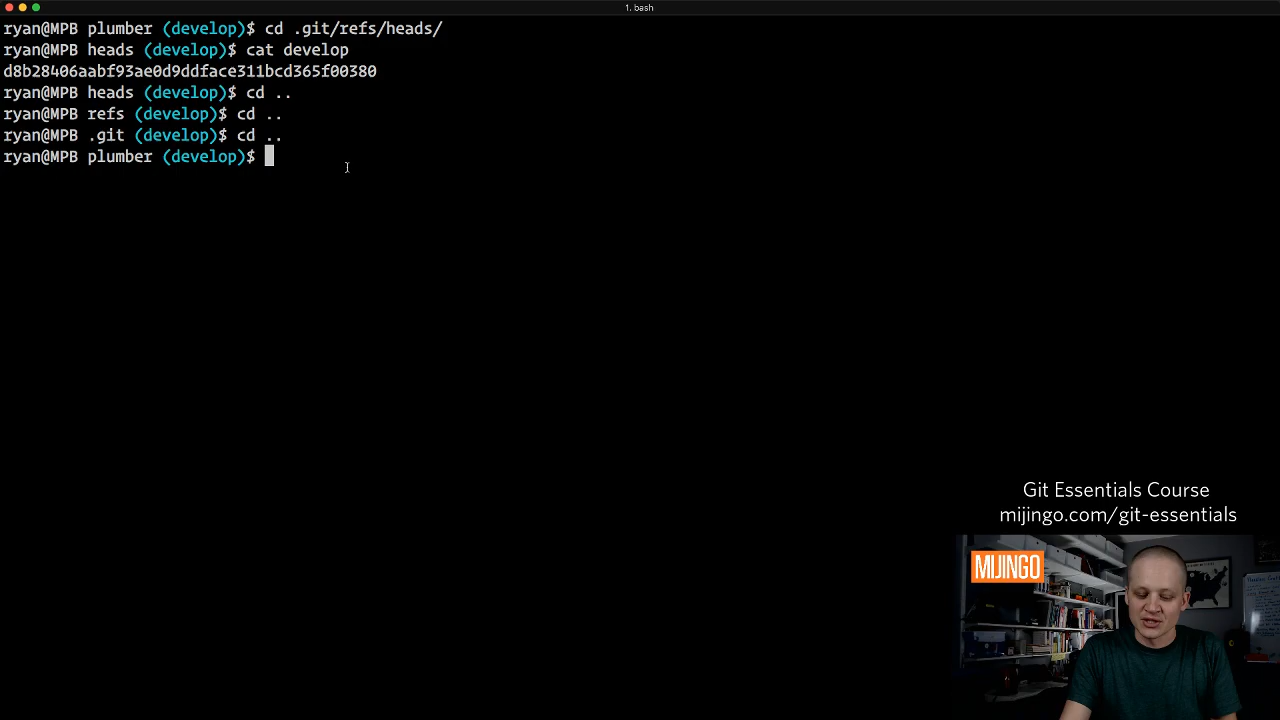 1. bash
ryan@MPB plumber (develop)$ cd .git/refs/heads/
ryan@MPB heads (develop)$ cat develop
d8b28406aabf93ae0d9ddface311bcd365f00380
ryan@MPB heads (develop)$ cd ..
ryan@MPB refs (develop)$ cd ..
ryan@MPB .git (develop)$ cd ..
ryan@MPB plumber (develop)$
Git Essentials Course
mijingo.com/git-essentials
MIJINGO